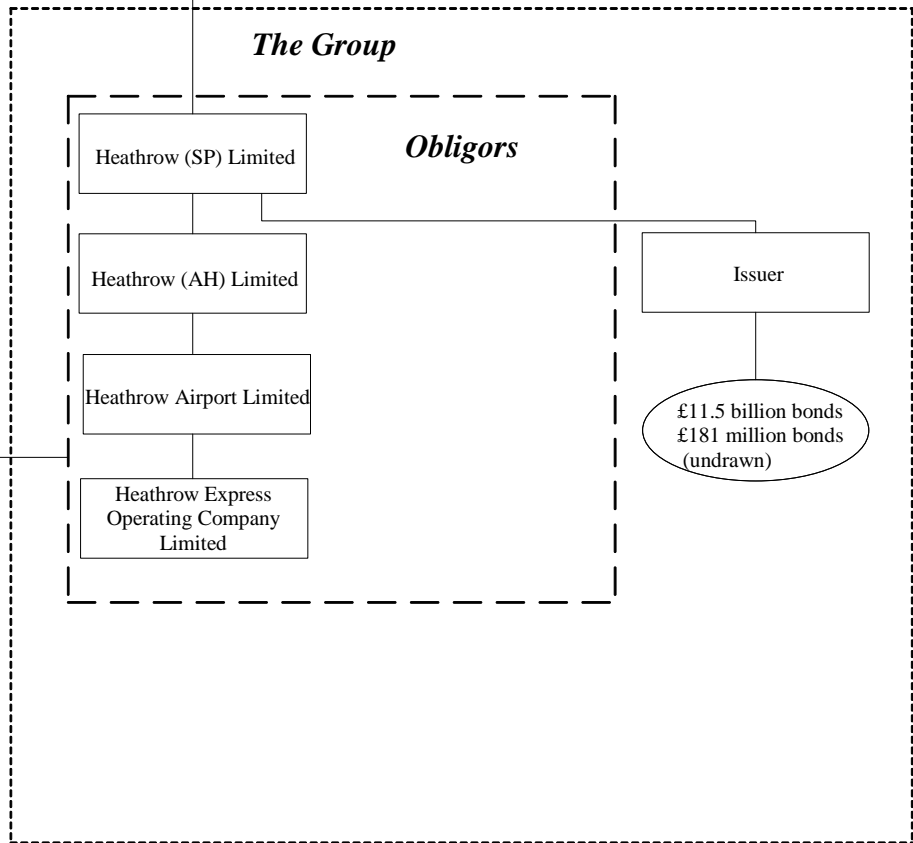 The Group
Obligors
Heathrow (SP) Limited
Heathrow (AH) Limited
Issuer
Heathrow Airport Limited
£11.5 billion bonds
£181 million bonds
(undrawn)
Heathrow Express
Operating Company
Limited